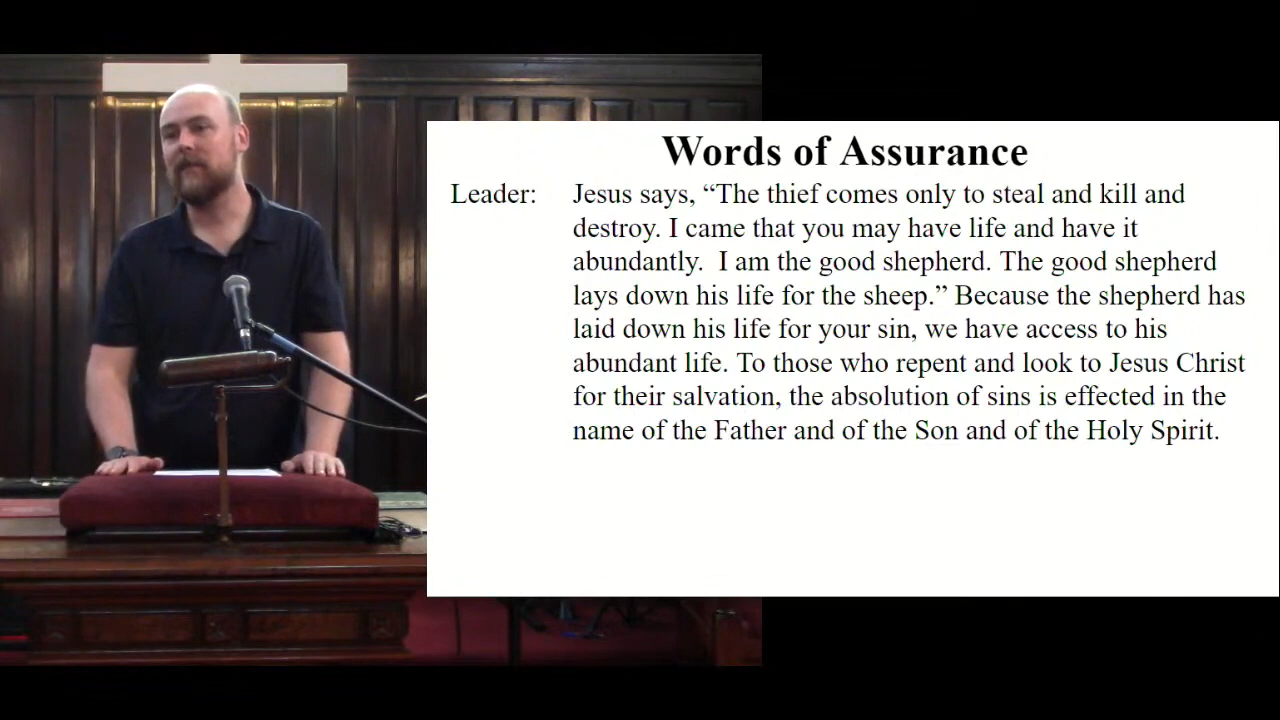 Words of Assurance
Leader: Jesus says, “The thief comes only to steal and kill and
destroy. I came that you may have life and have it
abundantly.  I am the good shepherd. The good shepherd
lays down his life for the sheep.” Because the shepherd has
laid down his life for your sin, we have access to his
abundant life. To those who repent and look to Jesus Christ
for their salvation, the absolution of sins is effected in the
name of the Father and of the Son and of the Holy Spirit.